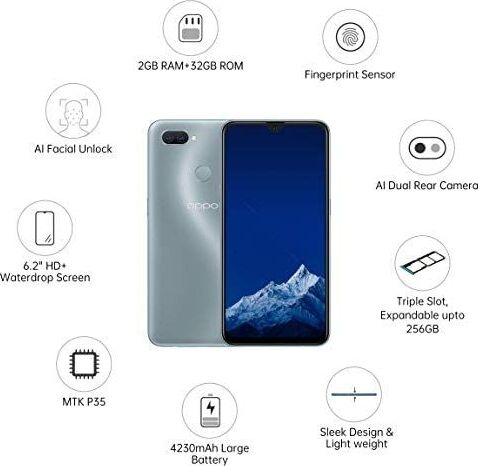 2GB RAM+32GB ROM
Fingerprint Sensor
AI Facial Unlock
AI Dual Rear Camera
oppo
6.2" HD+
Waterdrop Screen
Triple Slot,
Expandable upto
256GB
MTK P35
4230mAh Large
Battery
Sleek Design &
Light weight